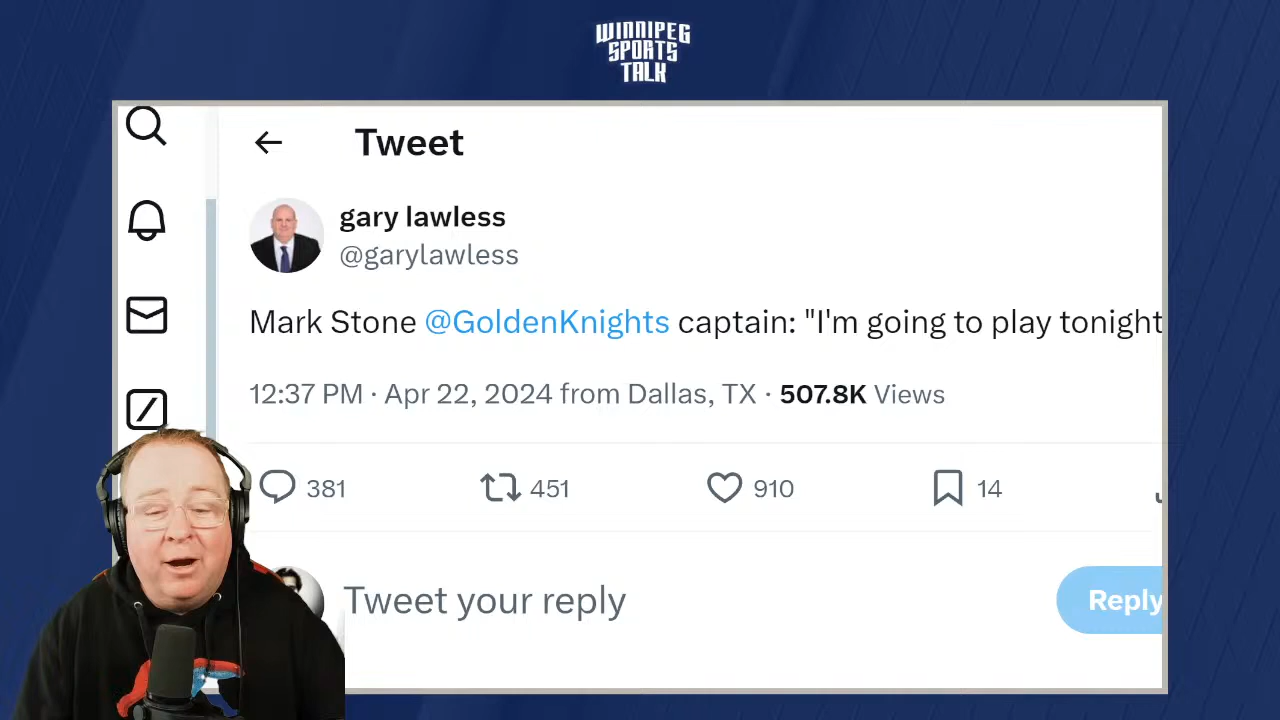 WINNIPEG
SPORTS
TALK
Tweet
gary lawless
@garylawless
Mark Stone @GoldenKnights captain: "I'm going to play tonight
12:37 PM · Apr 22, 2024 from Dallas, TX · 507.8K Views
381 451 910 14
Tweet your reply
Reply